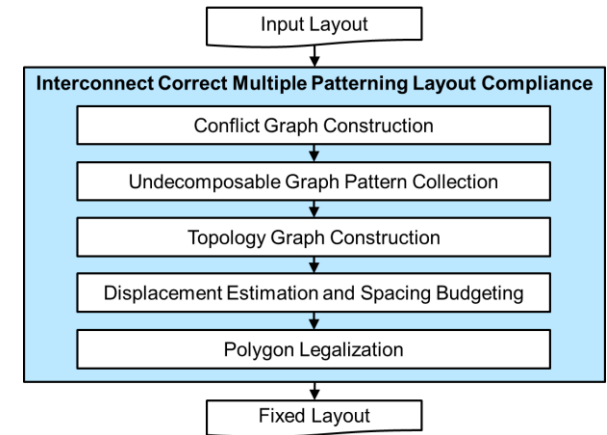 Input Layout
Interconnect Correct Multiple Patterning Layout Compliance
Conflict Graph Construction
Undecomposable Graph Pattern Collection
Topology Graph Construction
Displacement Estimation and Spacing Budgeting
Polygon Legalization
Fixed Layout